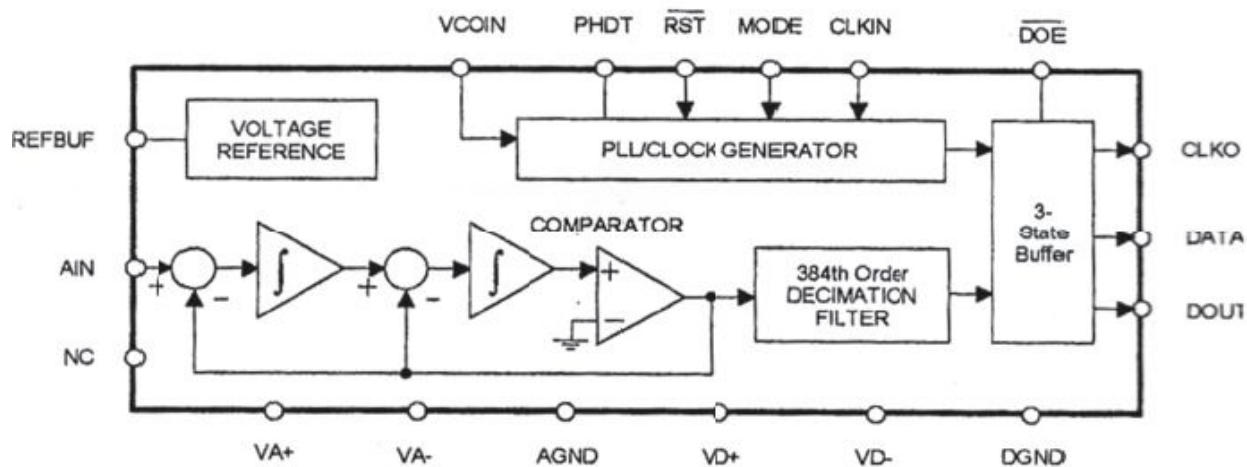 VCOIN PHDT RST MODE CLKIN DOE
REFBUF
VOLTAGE
REFERENCE
PLL/CLOCK GENERATOR
CLKO
COMPARATOR
3-
State
Buffer
DATA
AIN
+
-
∫
+
-
∫
+
-
384th Order
DECIMATION
FILTER
DOUT
NC
VA+ VA- AGND VD+ VD- DGND